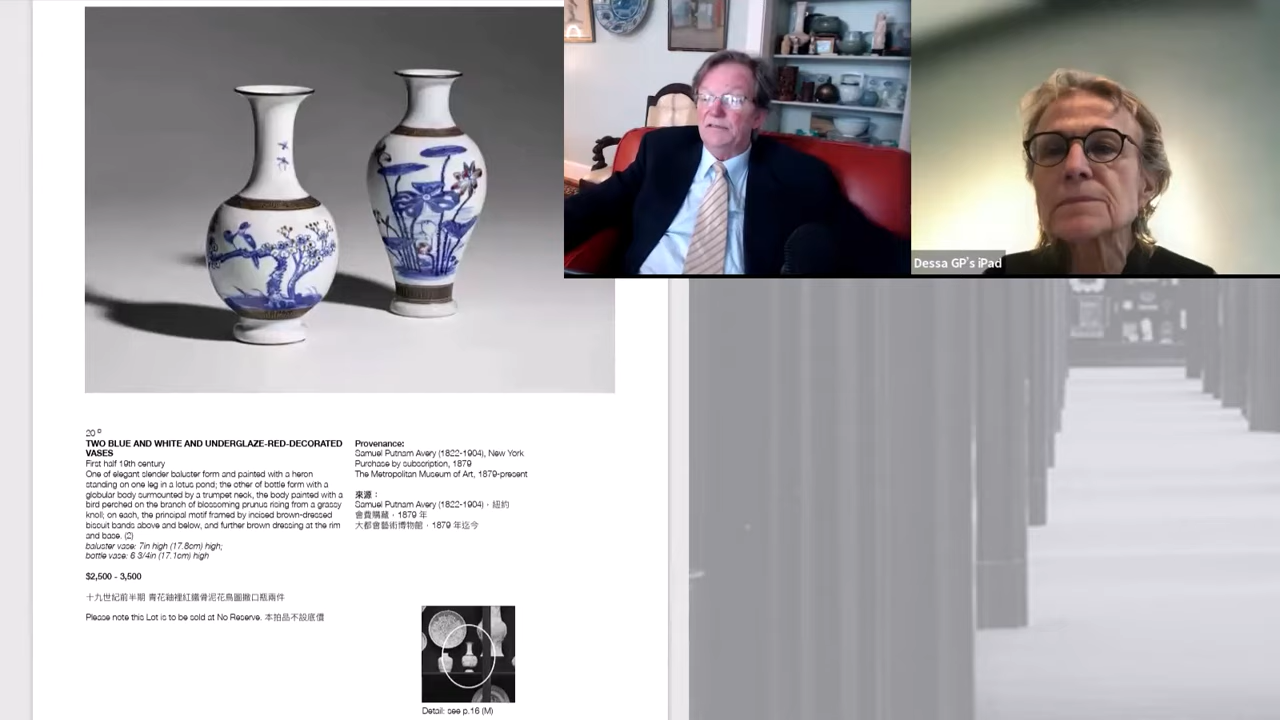 Dessa GP's iPad
20 °
TWO BLUE AND WHITE AND UNDERGLAZE-RED-DECORATED
VASES
First half 19th century
One of elegant slender baluster form and painted with a heron
standing on one leg in a lotus pond; the other of bottle form with a
globular body surmounted by a trumpet neck, the body painted with a
bird perched on the branch of blossoming prunus rising from a grassy
knoll; on each, the principal motif framed by incised brown-dressed
biscuit bands above and below, and further brown dressing at the rim
and base. (2)
baluster vase: 7in high (17.8cm) high;
bottle vase: 6 3/4in (17.1cm) high
$2,500 - 3,500
十九世紀前半期 青花釉裡紅鐵骨泥花鳥圖撇口瓶兩件
Please note this Lot is to be sold at No Reserve. 本拍品不設底價
Provenance:
Samuel Putnam Avery (1822-1904), New York
Purchase by subscription, 1879
The Metropolitan Museum of Art, 1879-present
來源：
Samuel Putnam Avery (1822-1904)，紐約
會費購藏，1879 年
大都會藝術博物館，1879 年迄今
Detail: see p.16 (M)